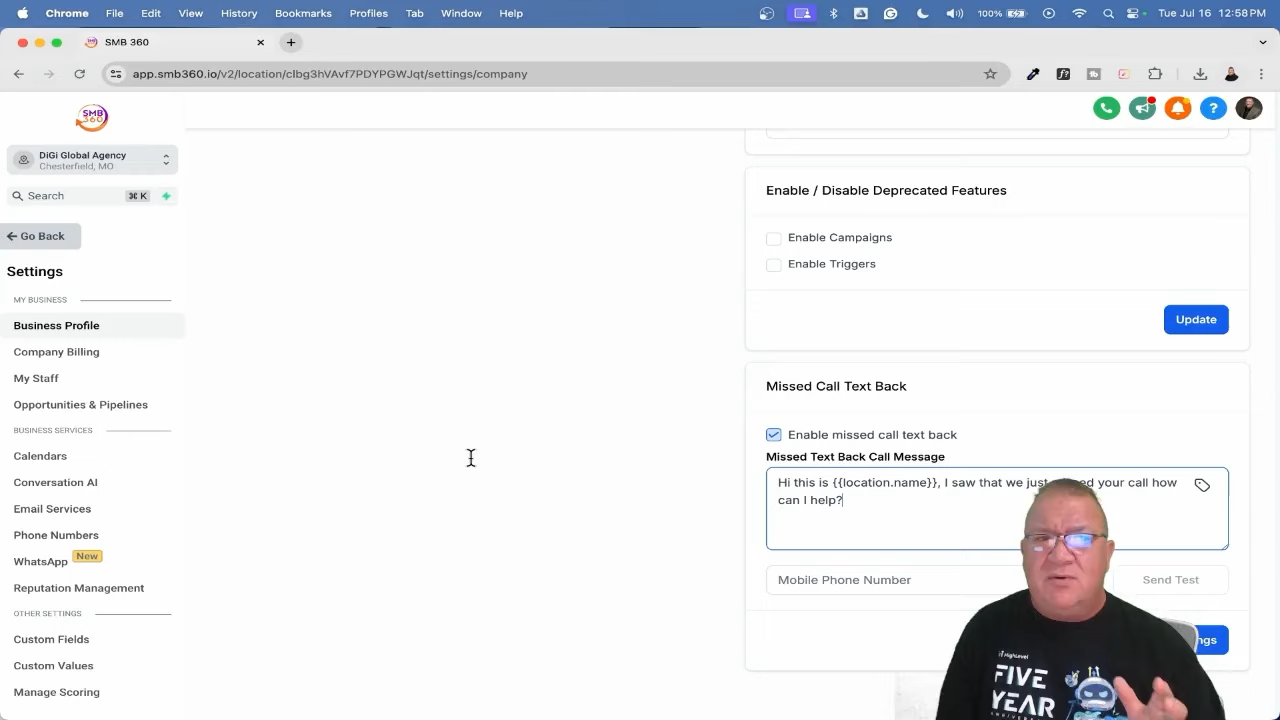 Chrome File Edit View History Bookmarks Profiles Tab Window Help 100% Tue Jul 16 12:58 PM
SMB 360
app.smb360.io/v2/location/clbg3hVAvf7PDYPGWJqt/settings/company
SMB
360
DiGi Global Agency
Chesterfield, MO
Search ⌘ K
Go Back
Settings
MY BUSINESS
Business Profile
Company Billing
My Staff
Opportunities & Pipelines
BUSINESS SERVICES
Calendars
Conversation AI
Email Services
Phone Numbers
WhatsApp New
Reputation Management
OTHER SETTINGS
Custom Fields
Custom Values
Manage Scoring
Enable / Disable Deprecated Features
Enable Campaigns
Enable Triggers
Update
Missed Call Text Back
Enable missed call text back
Missed Text Back Call Message
Hi this is {{location.name}}, I saw that we just your call how
can I help?
Mobile Phone Number Send Test
HighLevel
FIVE
YEAR